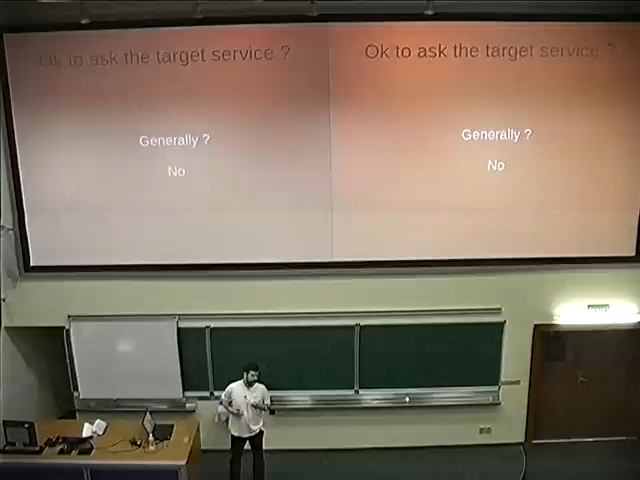 Ok to ask the target service ?
Generally ?
No
Ok to ask the target service ?
Generally ?
No